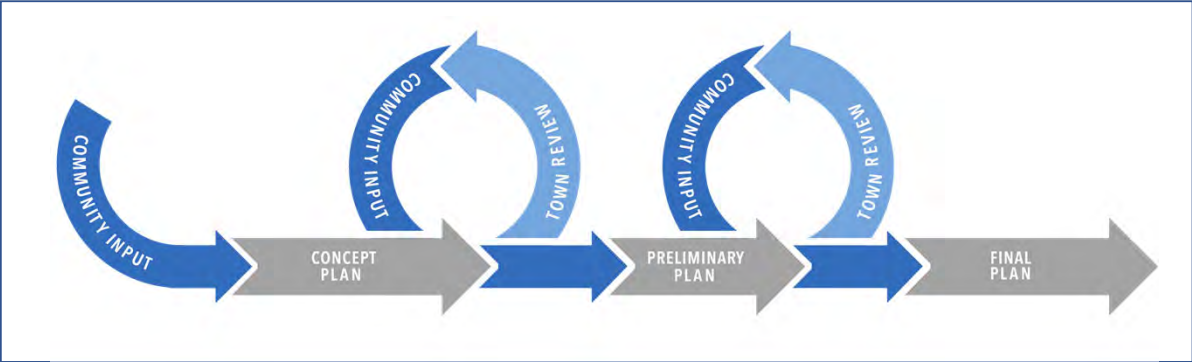 COMMUNITY INPUT
CONCEPT
PLAN
COMMUNITY INPUT
TOWN REVIEW
PRELIMINARY
PLAN
COMMUNITY INPUT
TOWN REVIEW
FINAL
PLAN